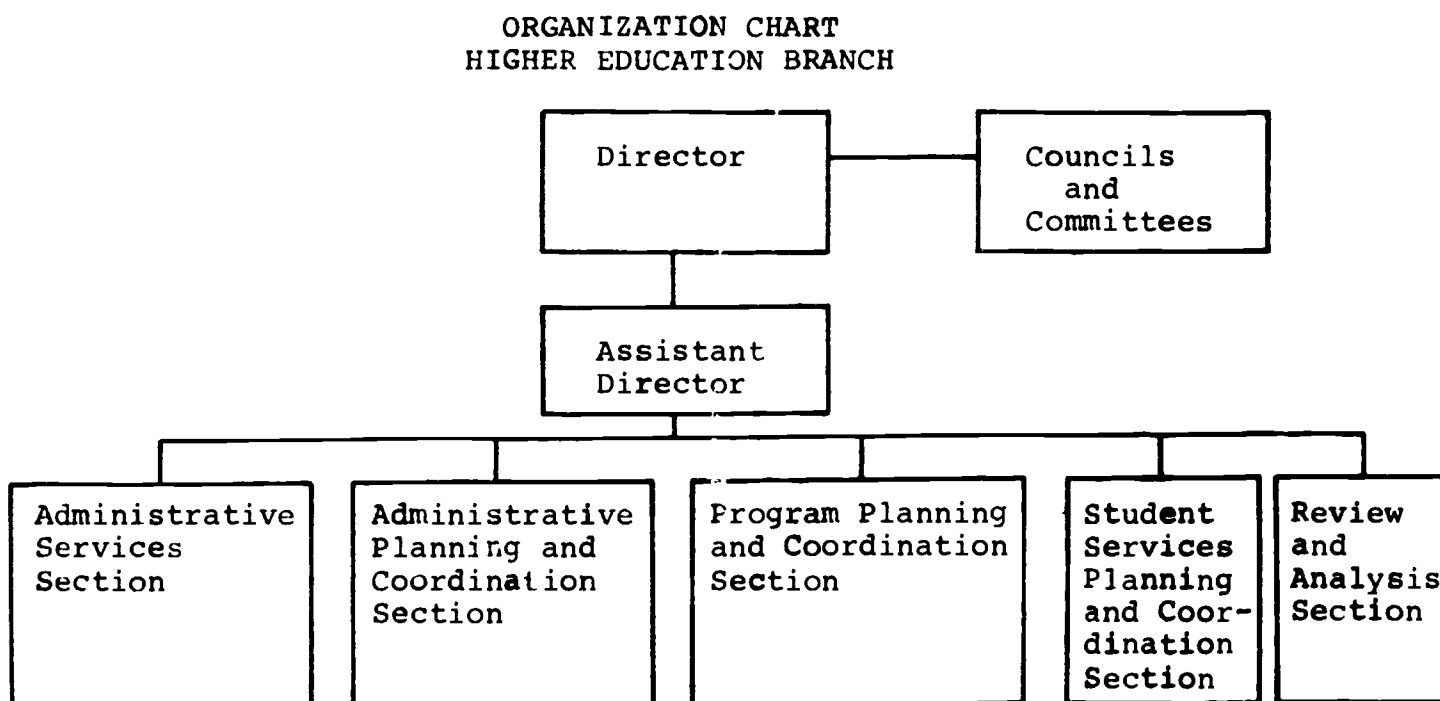 ORGANIZATION CHART
HIGHER EDUCATION BRANCH
Director
Councils
and
Committees
Assistant
Director
Administrative
Services
Section
Administrative
Planning and
Coordination
Section
Program Planning
and Coordination
Section
Student
Services
Planning
and Coor-
dination
Section
Review
and
Analysis
Section